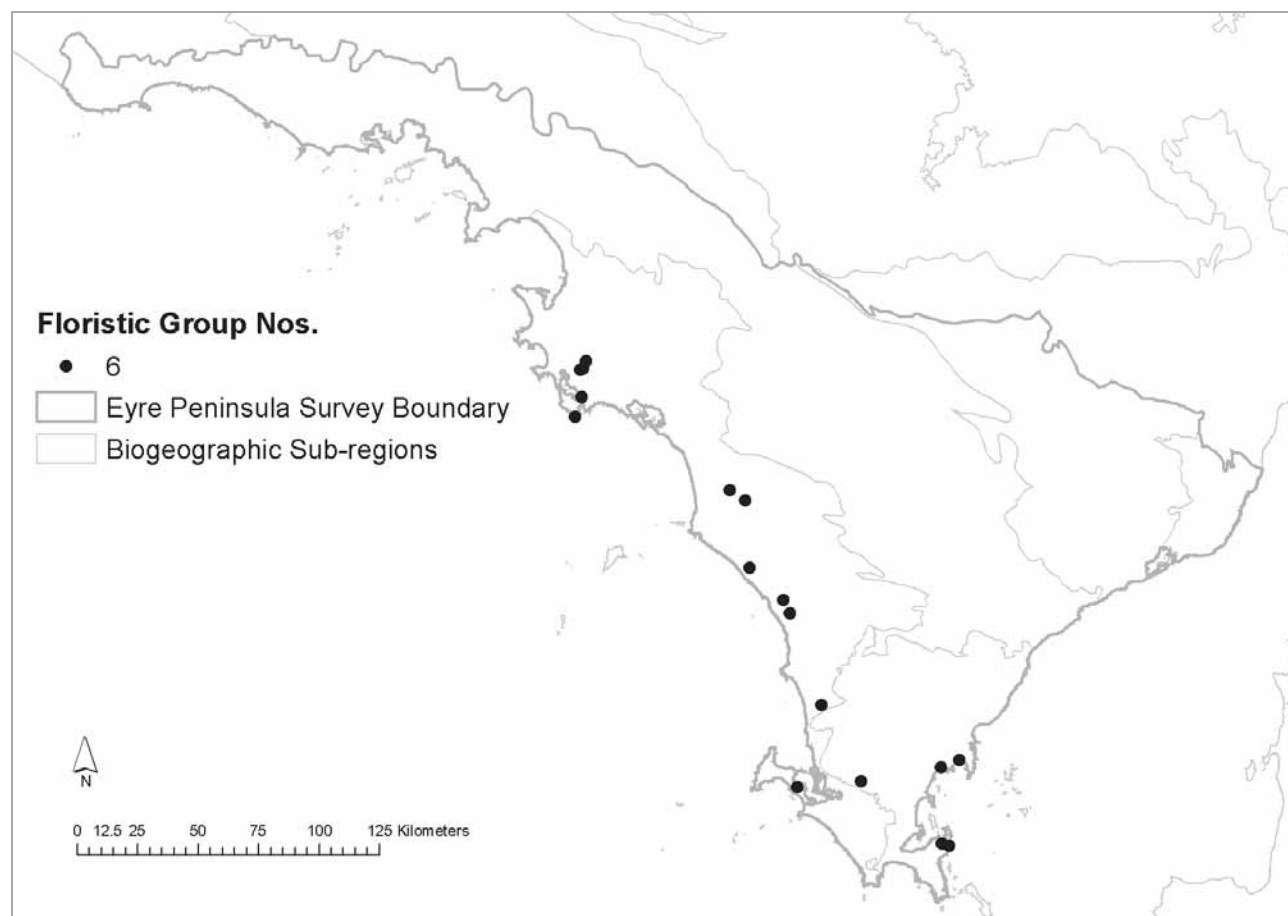 Floristic Group Nos.
6
Eyre Peninsula Survey Boundary
Biogeographic Sub-regions
N
0 12.5 25 50 75 100 125 Kilometers